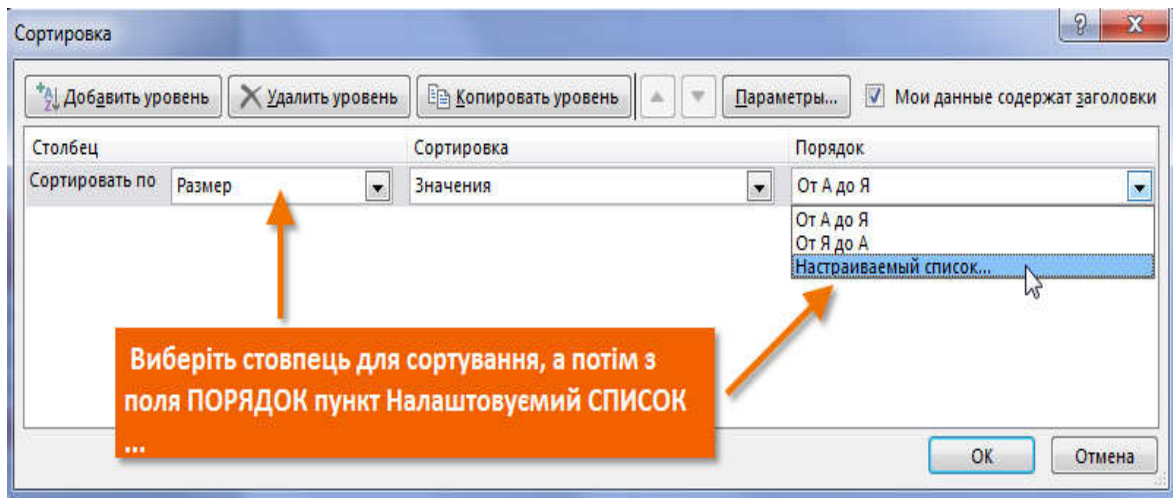 Сортировка
Добавить уровень Удалить уровень Копировать уровень Параметры... Мои данные содержат заголовки
Столбец Сортировка Порядок
Сортировать по Размер Значения От А до Я
От А до Я
От Я до А
Настраиваемый список...
Виберіть стовпець для сортування, а потім з
поля ПОРЯДОК пункт Налаштовуемий СПИСОК
...
ОК Отмена